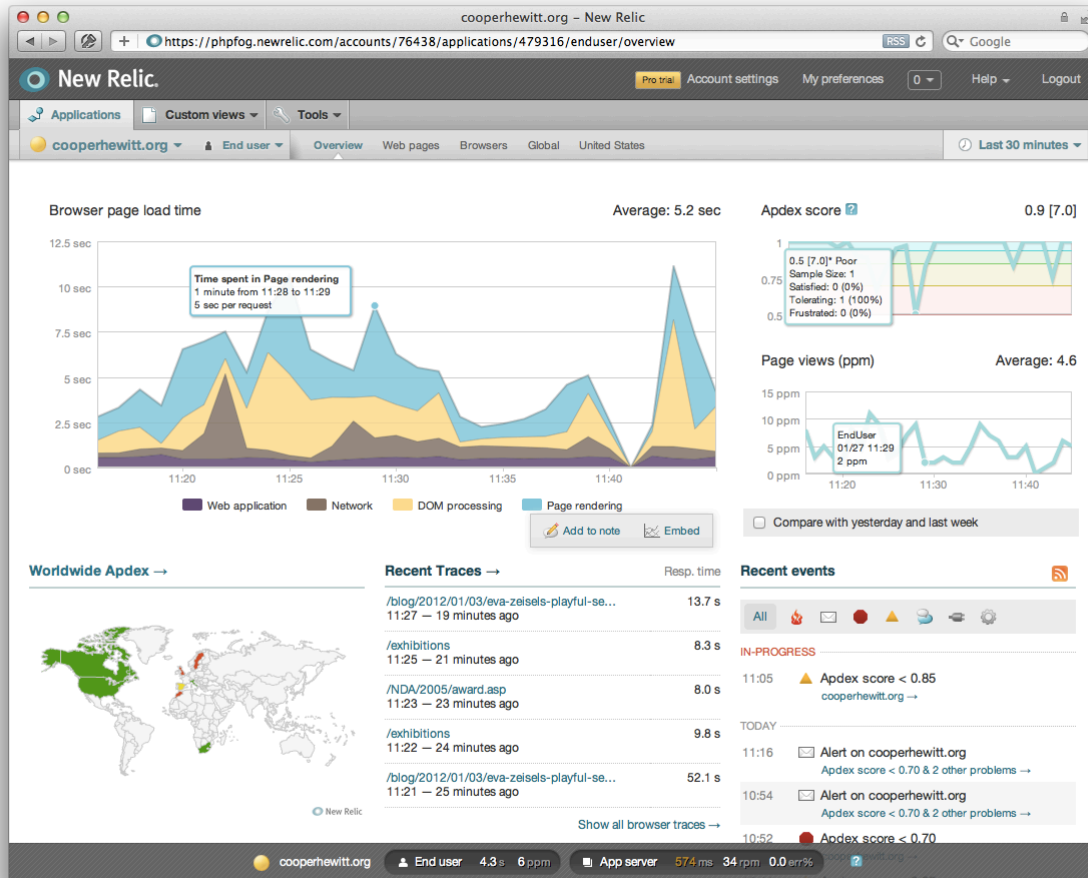 cooperhewitt.org – New Relic
https://phpfog.newrelic.com/accounts/76438/applications/479316/enduser/overview
RSS
Google
New Relic.
Pro trial
Account settings
My preferences
0
Help
Logout
Applications
Custom views
Tools
cooperhewitt.org
End user
Overview
Web pages
Browsers
Global
United States
Last 30 minutes
Browser page load time
Average: 5.2 sec
12.5 sec
10 sec
7.5 sec
5 sec
2.5 sec
0 sec
Time spent in Page rendering
1 minute from 11:28 to 11:29
5 sec per request
11:20
11:25
11:30
11:35
11:40
Web application
Network
DOM processing
Page rendering
Add to note
Embed
Apdex score ?
0.9 [7.0]
1
0.75
0.5
0.5 [7.0]* Poor
Sample Size: 1
Satisfied: 0 (0%)
Tolerating: 1 (100%)
Frustrated: 0 (0%)
Page views (ppm)
Average: 4.6
15 ppm
10 ppm
5 ppm
0 ppm
EndUser
01/27 11:29
2 ppm
11:20
11:30
11:40
Compare with yesterday and last week
Worldwide Apdex →
New Relic
Recent Traces →
Resp. time
/blog/2012/01/03/eva-zeisels-playful-se...
13.7 s
11:27 — 19 minutes ago
/exhibitions
8.3 s
11:25 — 21 minutes ago
/NDA/2005/award.asp
8.0 s
11:23 — 23 minutes ago
/exhibitions
9.8 s
11:22 — 24 minutes ago
/blog/2012/01/03/eva-zeisels-playful-se...
52.1 s
11:21 — 25 minutes ago
Show all browser traces →
Recent events
All
IN-PROGRESS
11:05
Apdex score < 0.85
cooperhewitt.org →
TODAY
11:16
Alert on cooperhewitt.org
Apdex score < 0.70 & 2 other problems →
10:54
Alert on cooperhewitt.org
Apdex score < 0.70 & 2 other problems →
10:52
Apdex score < 0.70
cooperhewitt.org
End user 4.3 s 6 ppm
App server 574 ms 34 rpm 0.0 err%
?